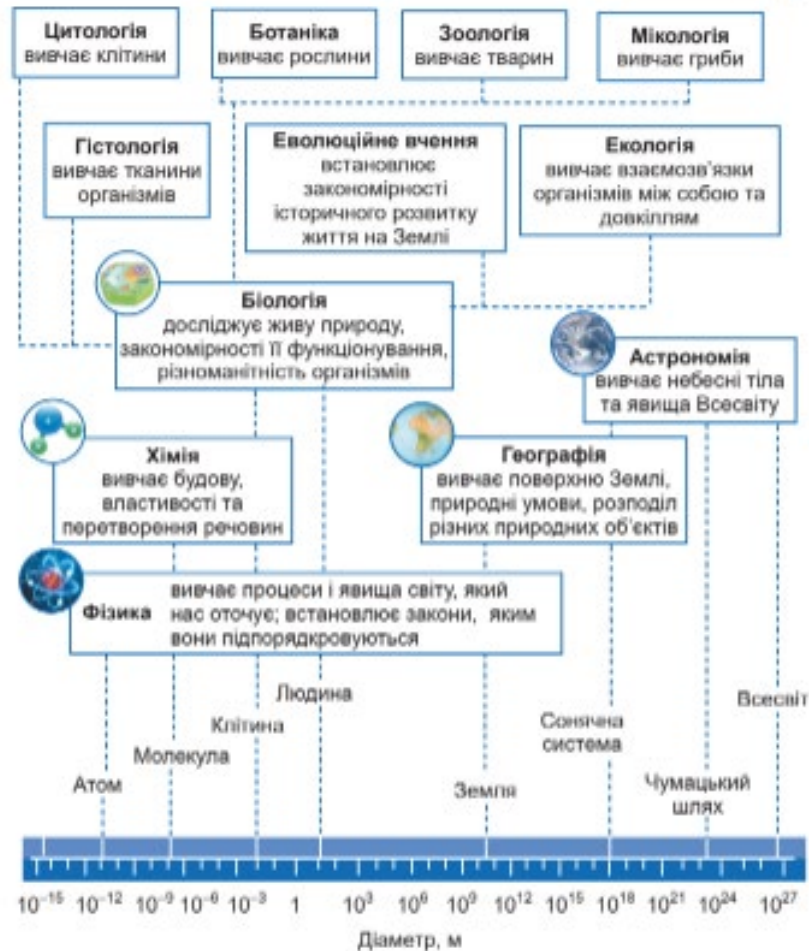 Цитологія
вивчає клітини
Ботаніка
вивчає рослини
Зоологія
вивчає тварин
Мікологія
вивчає гриби
Гістологія
вивчає тканини
організмів
Еволюційне вчення
встановлює
закономірності
історичного розвитку
життя на Землі
Екологія
вивчає взаємозв'язки
організмів між собою та
довкіллям
Біологія
досліджує живу природу,
закономірності її функціонування,
різноманітність організмів
Астрономія
вивчає небесні тіла
та явища Всесвіту
Хімія
вивчає будову,
властивості та
перетворення речовин
Географія
вивчає поверхню Землі,
природні умови, розподіл
різних природних об'єктів
Фізика
вивчає процеси і явища світу, який
нас оточує; встановлює закони, яким
вони підпорядкровуються
Атом
Молекула
Клітина
Людина
Земля
Сонячна
система
Чумацький
шлях
Всесвіт
10⁻¹⁵ 10⁻¹² 10⁻⁹ 10⁻⁶ 10⁻³ 1 10³ 10⁶ 10⁹ 10¹² 10¹⁵ 10¹⁸ 10²¹ 10²⁴ 10²⁷
Діаметр, м